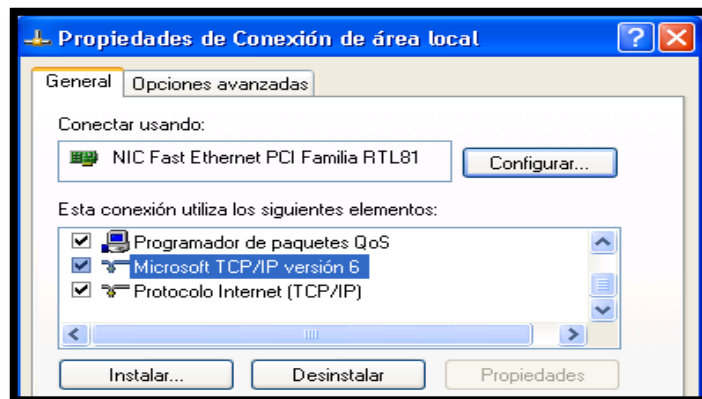 Propiedades de Conexión de área local
General Opciones avanzadas
Conectar usando:
NIC Fast Ethernet PCI Familia RTL81 Configurar...
Esta conexión utiliza los siguientes elementos:
Programador de paquetes QoS
Microsoft TCP/IP versión 6
Protocolo Internet (TCP/IP)
Instalar... Desinstalar Propiedades